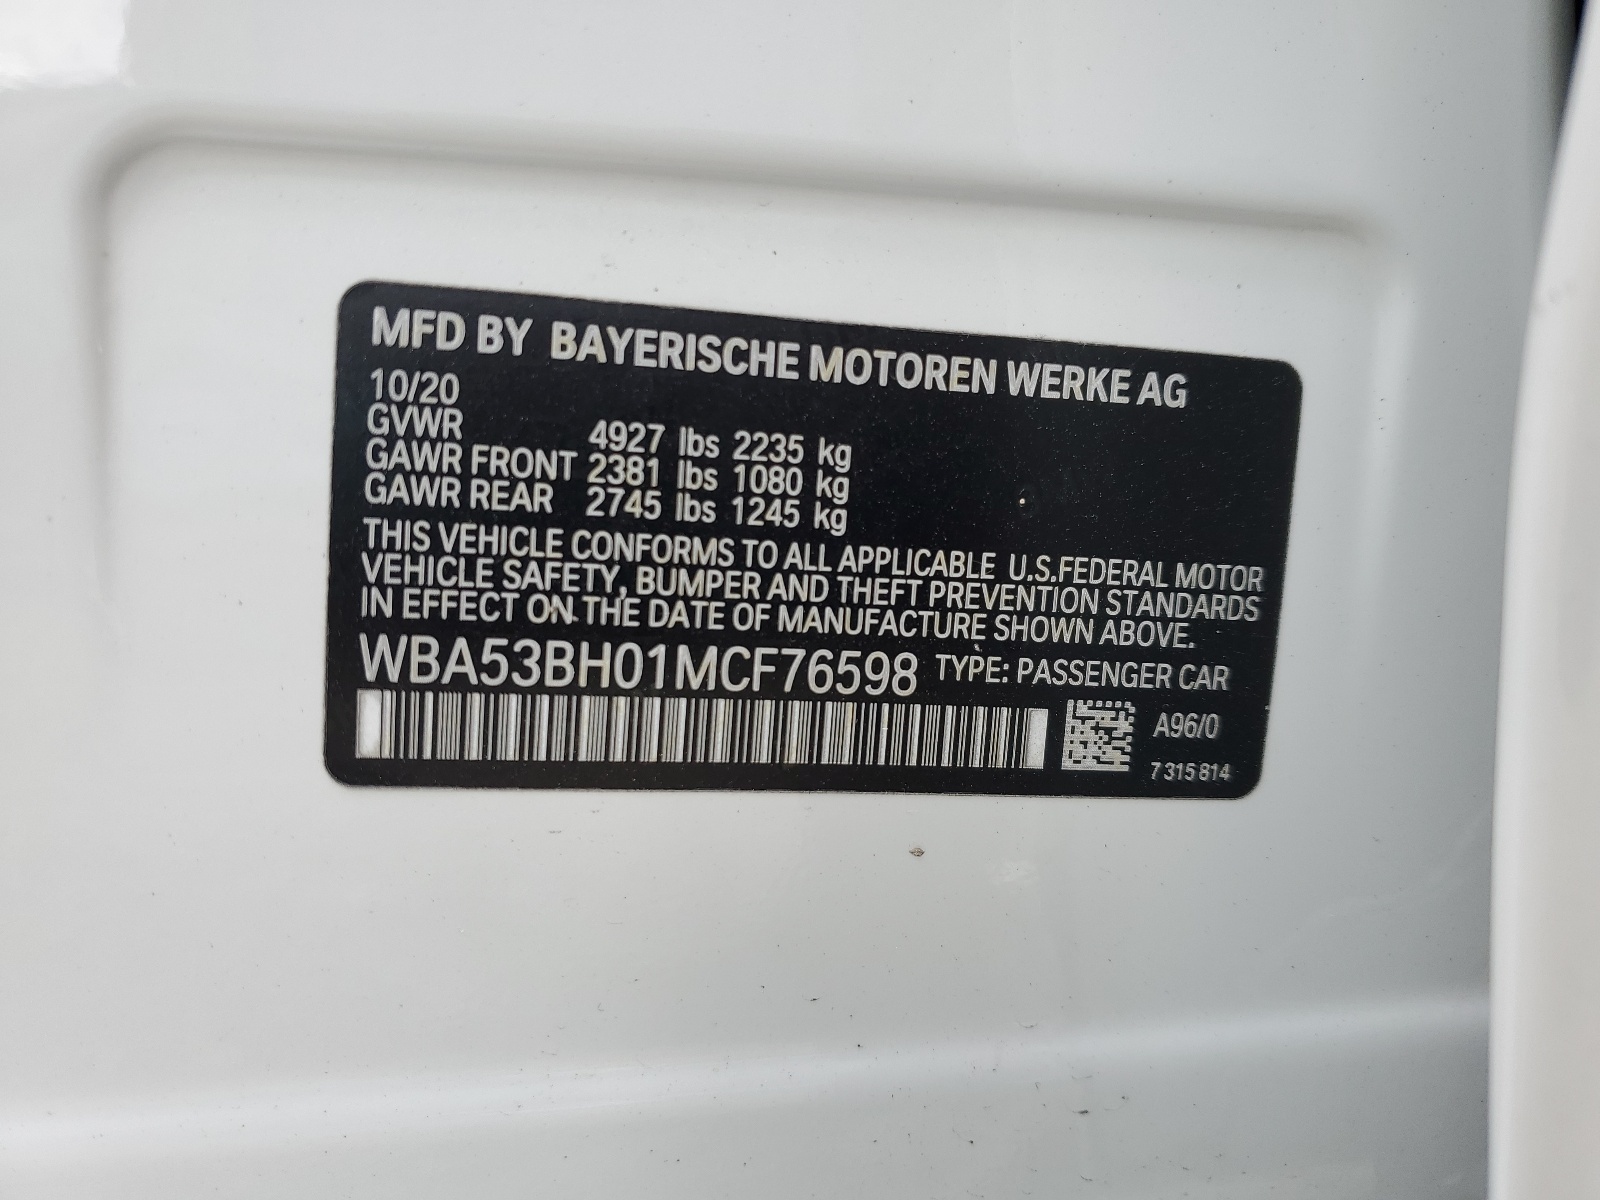 MFD BY BAYERISCHE MOTOREN WERKE AG
10/20
GVWR 4927 lbs 2235 kg
GAWR FRONT 2381 lbs 1080 kg
GAWR REAR 2745 lbs 1245 kg
THIS VEHICLE CONFORMS TO ALL APPLICABLE U.S.FEDERAL MOTOR
VEHICLE SAFETY, BUMPER AND THEFT PREVENTION STANDARDS
IN EFFECT ON THE DATE OF MANUFACTURE SHOWN ABOVE.
WBA53BH01MCF76598 TYPE: PASSENGER CAR
A96/0
7 315 814